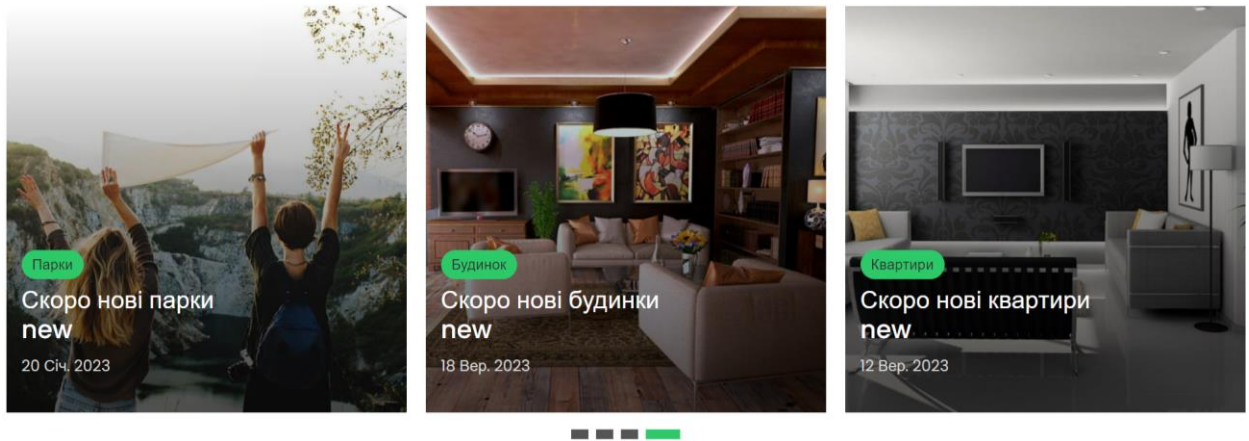 Парки
Скоро нові парки
new
20 Січ. 2023
Будинок
Скоро нові будинки
new
18 Вер. 2023
Квартири
Скоро нові квартири
new
12 Вер. 2023